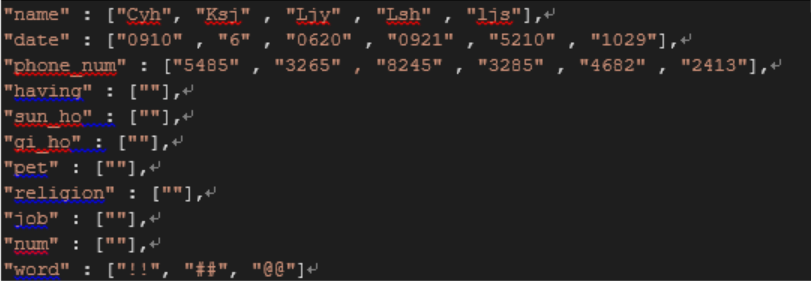 "name" : ["Cyh", "Ksj" , "Ljy" , "Lsh" , "ljs"],
"date" : ["0910" , "6" , "0620" , "0921" , "5210" , "1029"],
"phone_num" : ["5485" , "3265" , "8245" , "3285" , "4682" , "2413"],
"having" : [""],
"sun_ho" : [""],
"gi_ho" : [""],
"pet" : [""],
"religion" : [""],
"job" : [""],
"num" : [""],
"word" : ["!!", "##", "@@"]